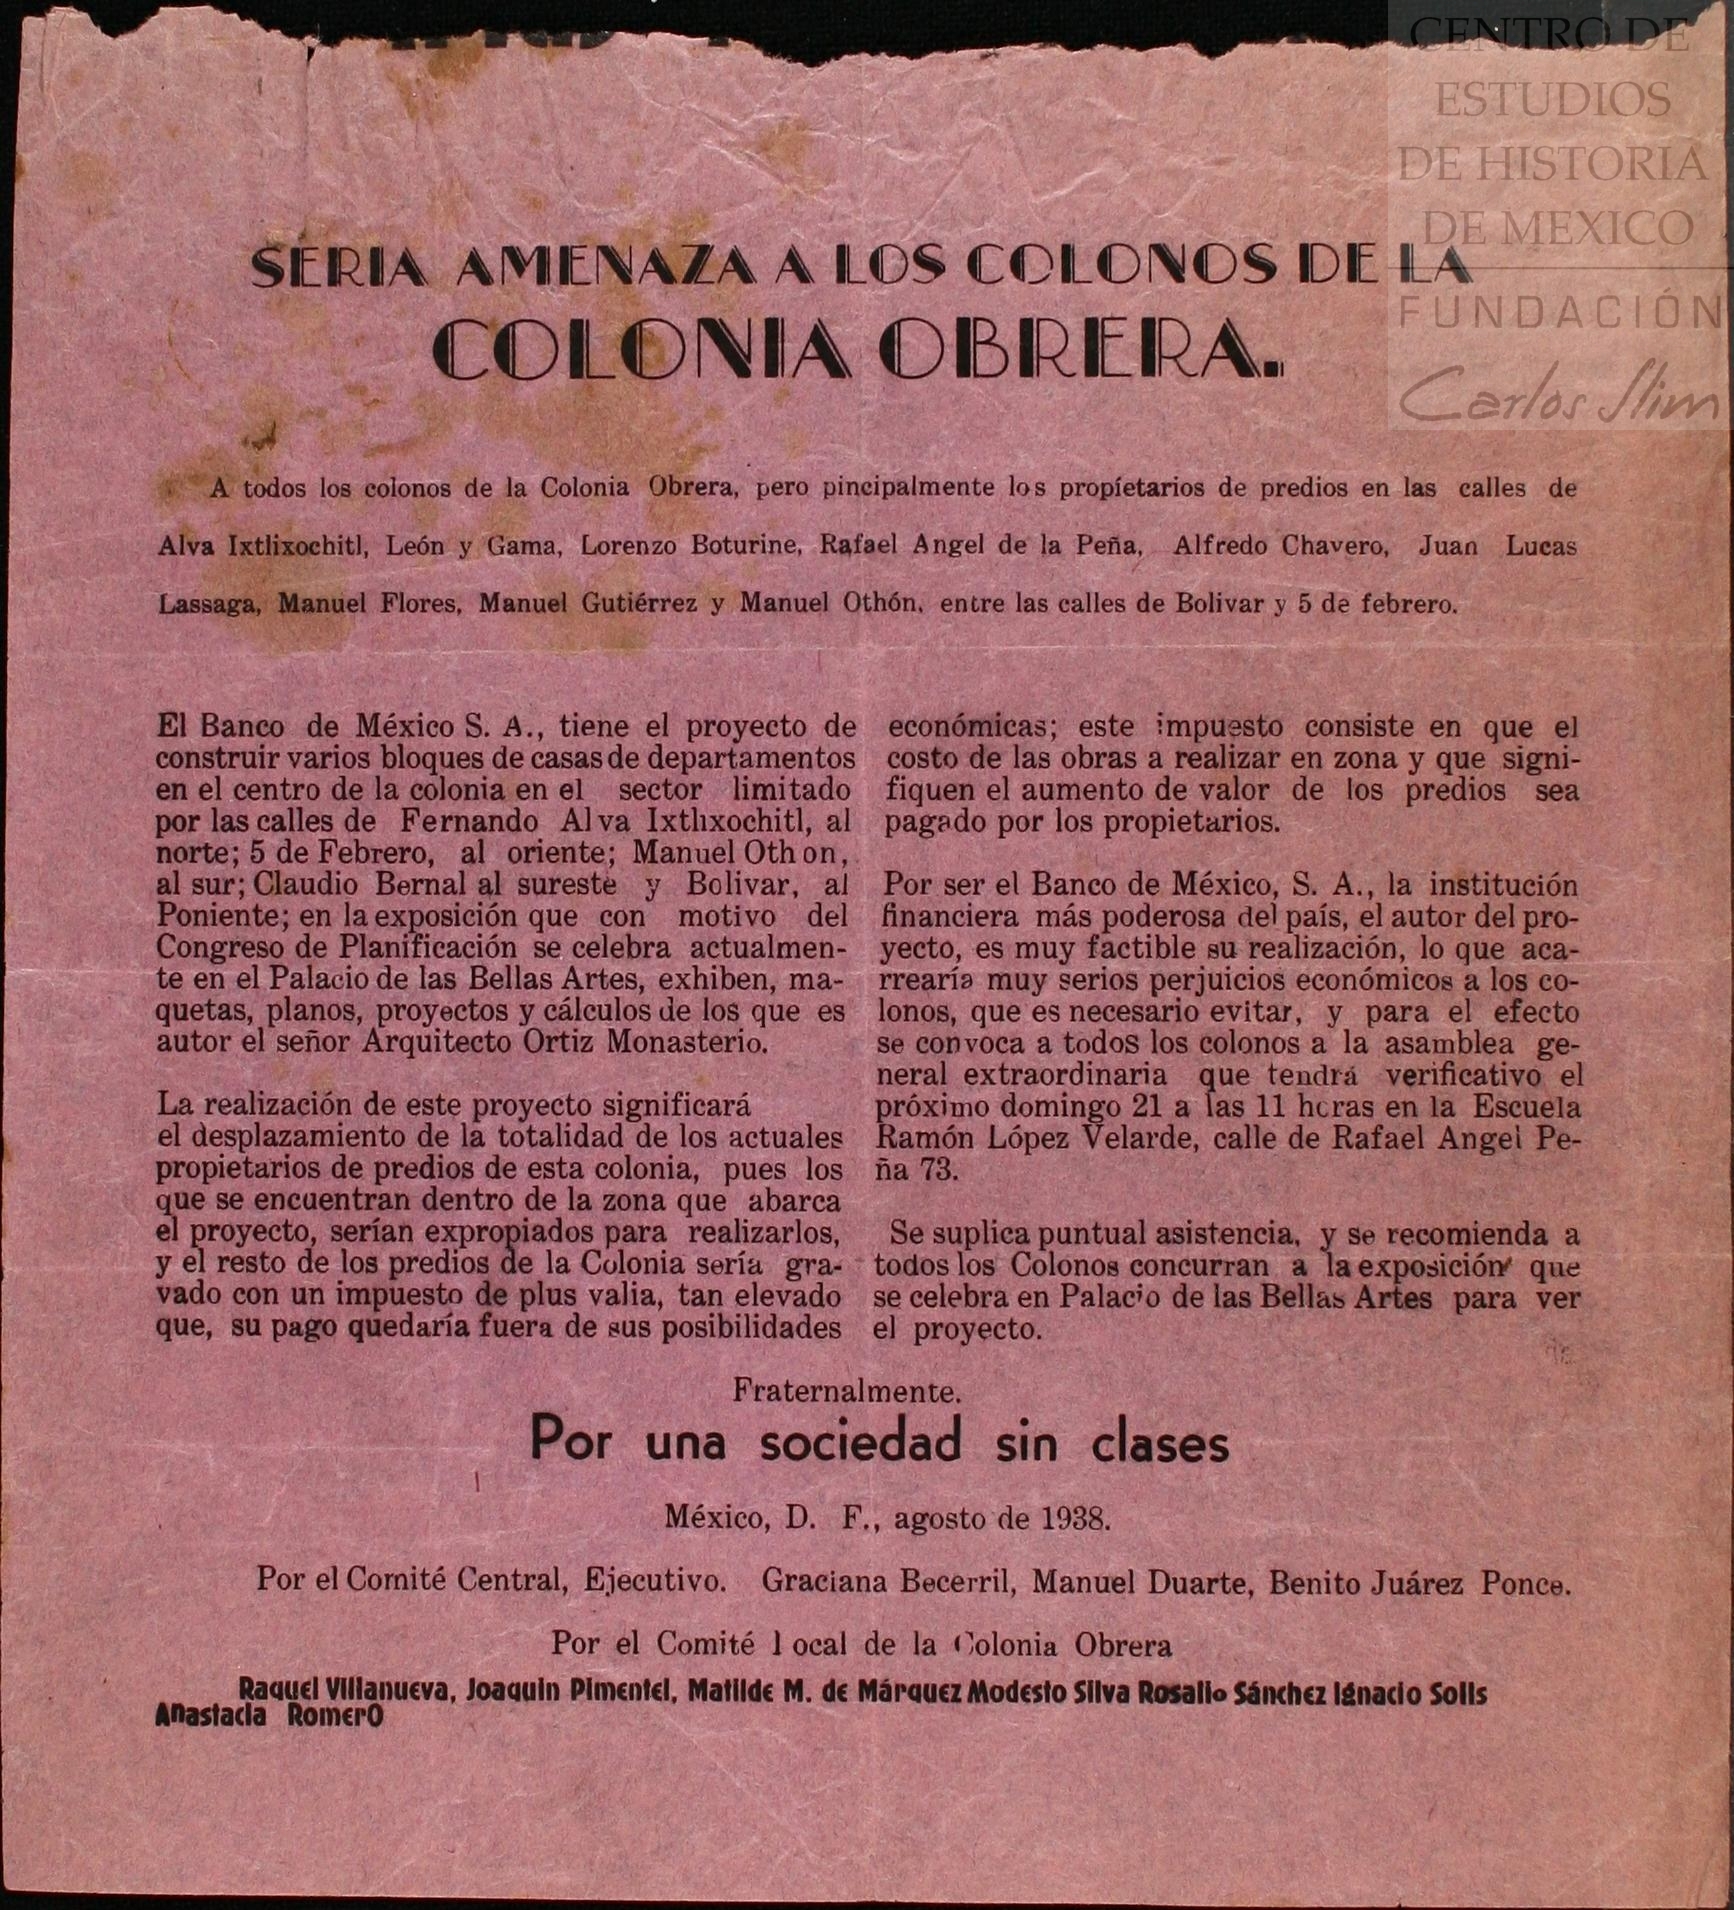 CENTRO DE
ESTUDIOS
DE HISTORIA
DE MEXICO
FUNDACIÓN
Carlos Slim
SERIA AMENAZA A LOS COLONOS DE LA
COLONIA OBRERA.
A todos los colonos de la Colonia Obrera, pero pincipalmente los propíetarios de predios en las calles de
Alva Ixtlixochitl, León y Gama, Lorenzo Boturine, Rafael Angel de la Peña, Alfredo Chavero, Juan Lucas
Lassaga, Manuel Flores, Manuel Gutiérrez y Manuel Othón, entre las calles de Bolivar y 5 de febrero.
El Banco de México S. A., tiene el proyecto de
construir varios bloques de casas de departamentos
en el centro de la colonia en el sector limitado
por las calles de Fernando Alva Ixtlixochitl, al
norte; 5 de Febrero, al oriente; Manuel Othon,
al sur; Claudio Bernal al sureste y Bolivar, al
Poniente; en la exposición que con motivo del
Congreso de Planificación se celebra actualmen-
te en el Palacio de las Bellas Artes, exhiben, ma-
quetas, planos, proyectos y cálculos de los que es
autor el señor Arquitecto Ortiz Monasterio.
La realización de este proyecto significará
el desplazamiento de la totalidad de los actuales
propietarios de predios de esta colonia, pues los
que se encuentran dentro de la zona que abarca
el proyecto, serían expropiados para realizarlos,
y el resto de los predios de la Colonia sería gra-
vado con un impuesto de plus valia, tan elevado
que, su pago quedaría fuera de sus posibilidades
económicas; este impuesto consiste en que el
costo de las obras a realizar en zona y que signi-
fiquen el aumento de valor de los predios sea
pagado por los propietarios.
Por ser el Banco de México, S. A., la institución
financiera más poderosa del país, el autor del pro-
yecto, es muy factible su realización, lo que aca-
rrearía muy serios perjuicios económicos a los co-
lonos, que es necesario evitar, y para el efecto
se convoca a todos los colonos a la asamblea ge-
neral extraordinaria que tendrá verificativo el
próximo domingo 21 a las 11 horas en la Escuela
Ramón López Velarde, calle de Rafael Angel Pe-
ña 73.
Se suplica puntual asistencia, y se recomienda a
todos los Colonos concurran a la exposición que
se celebra en Palacio de las Bellas Artes para ver
el proyecto.
Fraternalmente.
Por una sociedad sin clases
México, D. F., agosto de 1938.
Por el Comité Central, Ejecutivo. Graciana Becerril, Manuel Duarte, Benito Juárez Ponce.
Por el Comité local de la Colonia Obrera
Raquel Villanueva, Joaquin Pimentel, Matilde M. de Márquez Modesto Silva Rosalio Sánchez Ignacio Solis
Anastacia Romero